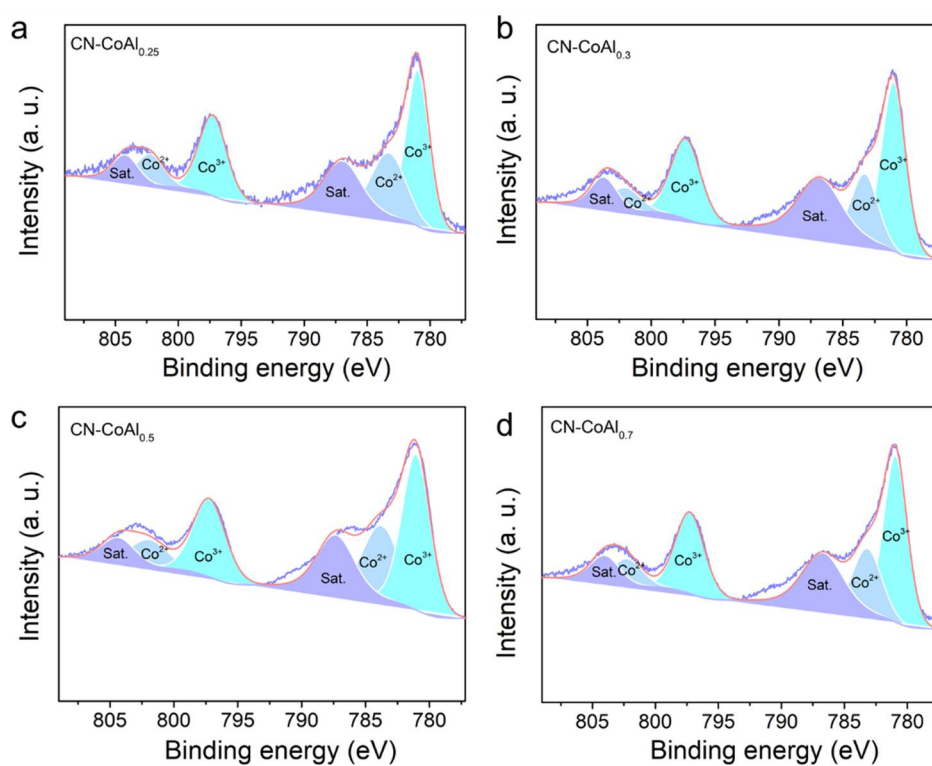 a
CN-CoAl₀.₂₅
Sat.
Co²⁺
Co³⁺
Sat.
Co²⁺
Co³⁺
Intensity (a. u.)
805 800 795 790 785 780
Binding energy (eV)
b
CN-CoAl₀.₃
Sat.
Co²⁺
Co³⁺
Sat.
Co²⁺
Co³⁺
Intensity (a. u.)
805 800 795 790 785 780
Binding energy (eV)
c
CN-CoAl₀.₅
Sat.
Co²⁺
Co³⁺
Sat.
Co²⁺
Co³⁺
Intensity (a. u.)
805 800 795 790 785 780
Binding energy (eV)
d
CN-CoAl₀.₇
Sat.
Co²⁺
Co³⁺
Sat.
Co²⁺
Co³⁺
Intensity (a. u.)
805 800 795 790 785 780
Binding energy (eV)